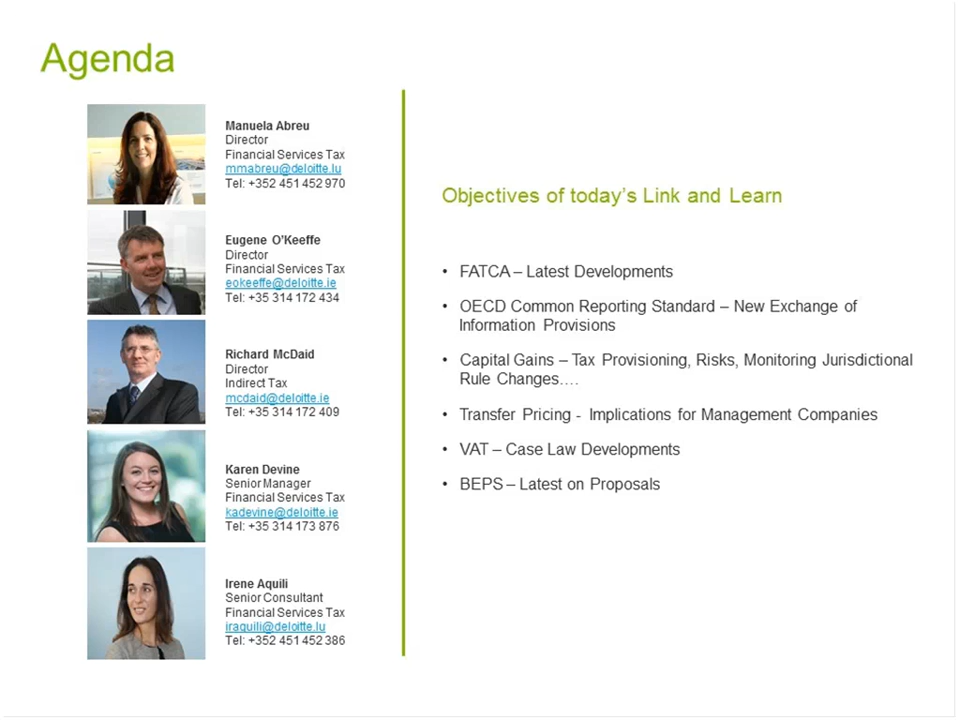 Agenda
Manuela Abreu
Director
Financial Services Tax
mmabreu@deloitte.lu
Tel: +352 451 452 970
Eugene O'Keeffe
Director
Financial Services Tax
eokeeffe@deloitte.ie
Tel: +35 314 172 434
Richard McDaid
Director
Indirect Tax
mcdaid@deloitte.ie
Tel: +35 314 172 409
Karen Devine
Senior Manager
Financial Services Tax
kadevine@deloitte.ie
Tel: +35 314 173 876
Irene Aquili
Senior Consultant
Financial Services Tax
iraquili@deloitte.lu
Tel: +352 451 452 386
Objectives of today's Link and Learn
• FATCA – Latest Developments
• OECD Common Reporting Standard – New Exchange of
Information Provisions
• Capital Gains – Tax Provisioning, Risks, Monitoring Jurisdictional
Rule Changes….
• Transfer Pricing - Implications for Management Companies
• VAT – Case Law Developments
• BEPS – Latest on Proposals